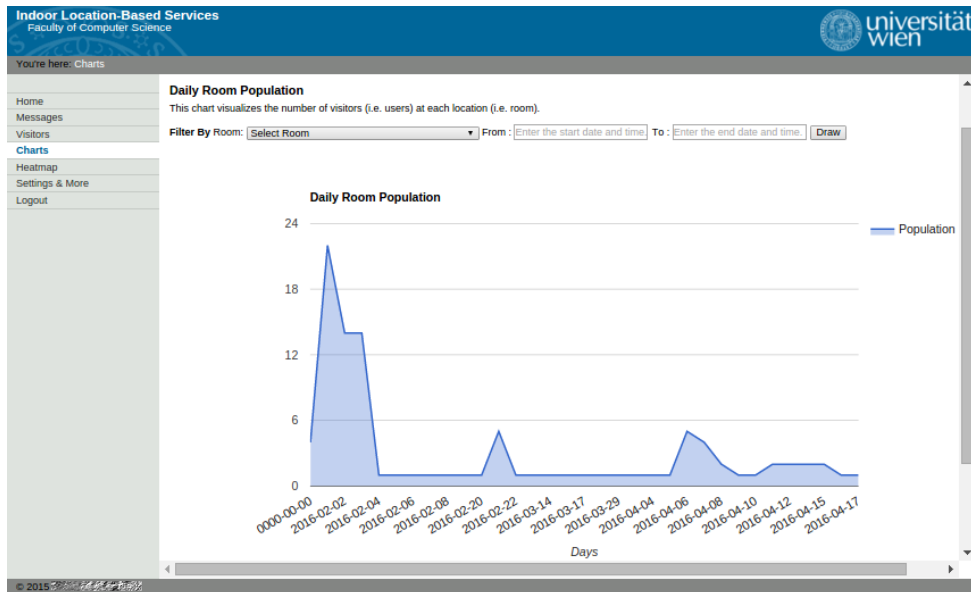 Indoor Location-Based Services
Faculty of Computer Science
universität
wien
You're here: Charts
Home
Messages
Visitors
Charts
Heatmap
Settings & More
Logout
Daily Room Population
This chart visualizes the number of visitors (i.e. users) at each location (i.e. room).
Filter By Room: Select Room From : Enter the start date and time. To : Enter the end date and time. Draw
Daily Room Population
24
18
12
6
0
Population
0000-00-00 2016-02-02 2016-02-04 2016-02-06 2016-02-08 2016-02-20 2016-02-22 2016-03-14 2016-03-17 2016-03-29 2016-04-04 2016-04-06 2016-04-08 2016-04-10 2016-04-12 2016-04-15 2016-04-17
Days
© 2015